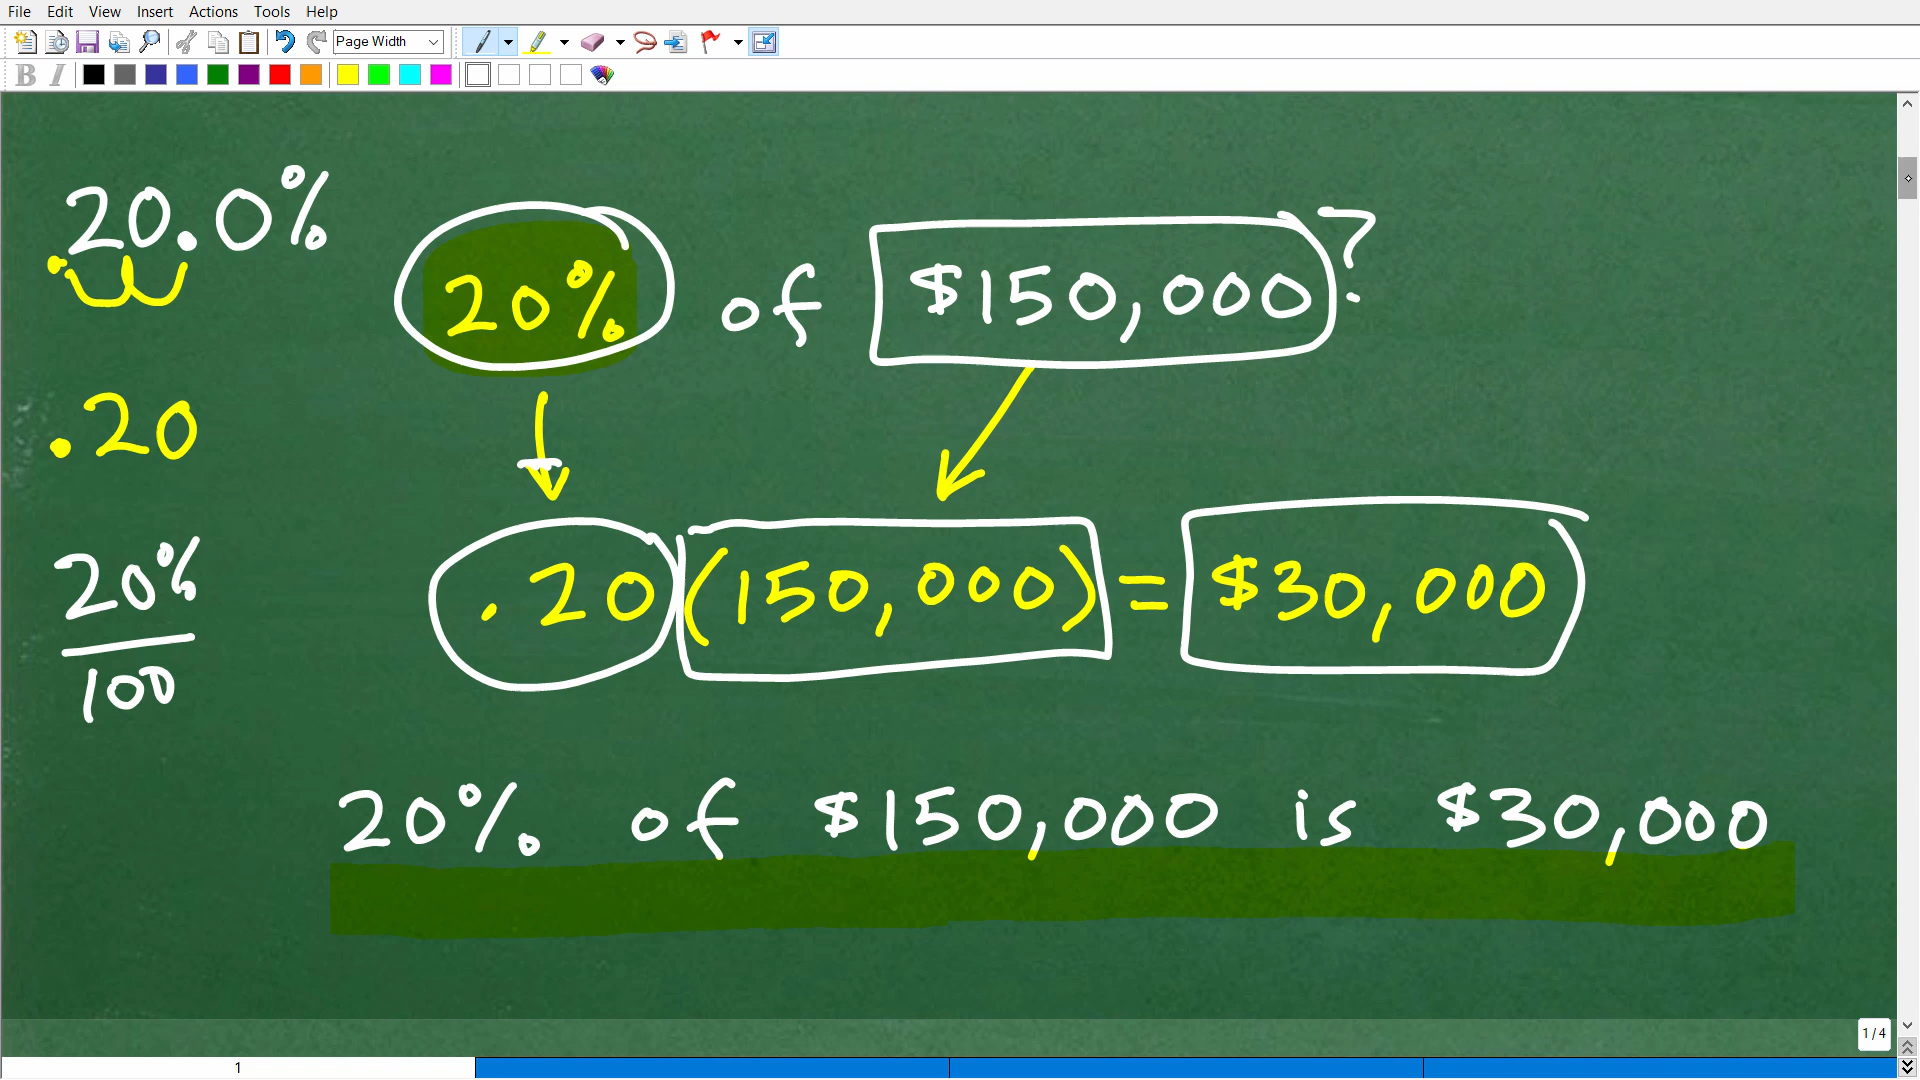 File Edit View Insert Actions Tools Help
Page Width
B I
20.0%
20% of $150,000?
.20
20%
100
.20(150,000) = $30,000
20% of $150,000 is $30,000
1 / 4
1